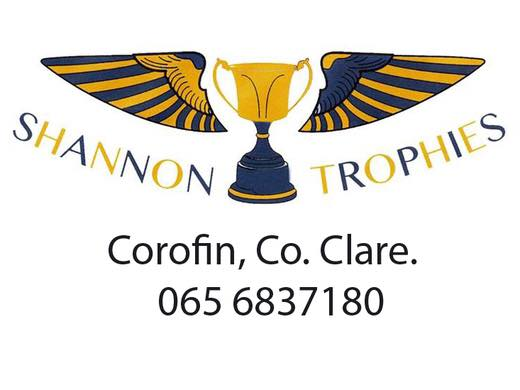 SHANNON TROPHIES
Corofin, Co. Clare.
065 6837180